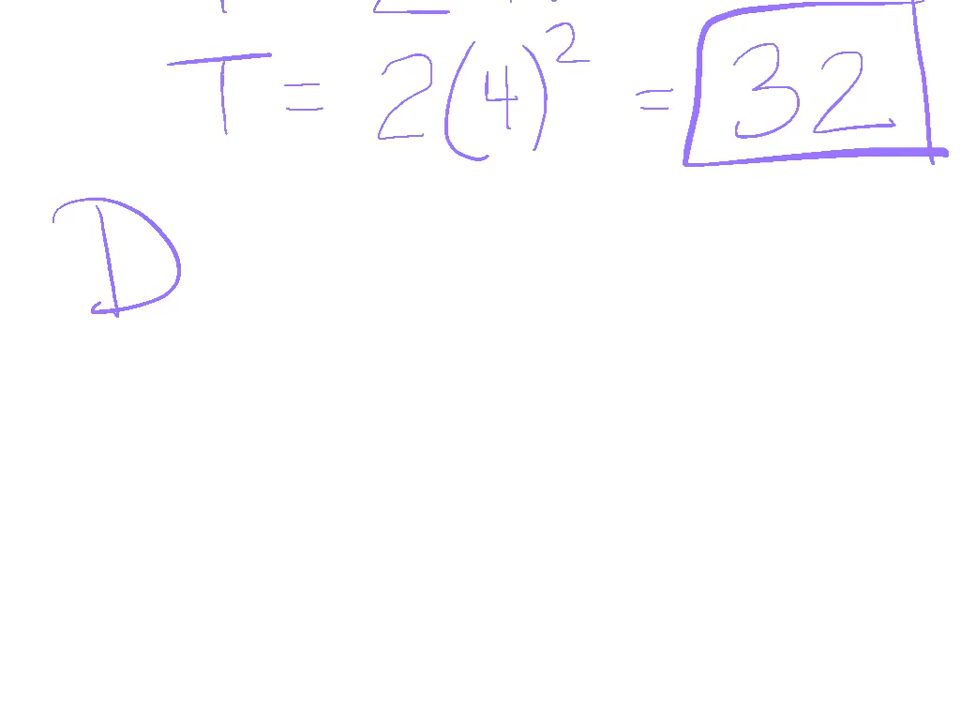 T = 2(4)² = 32
D